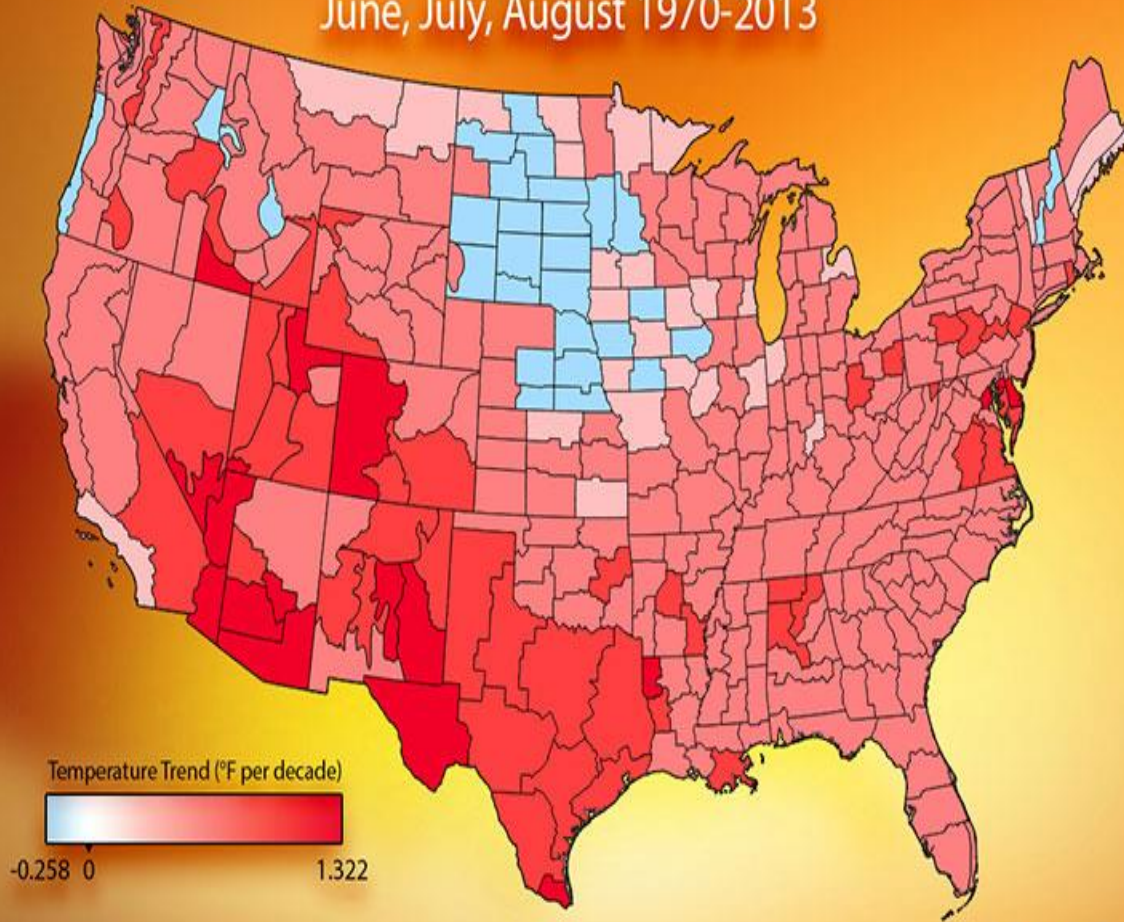 June, July, August 1970-2013
Temperature Trend (°F per decade)
-0.258 0 1.322